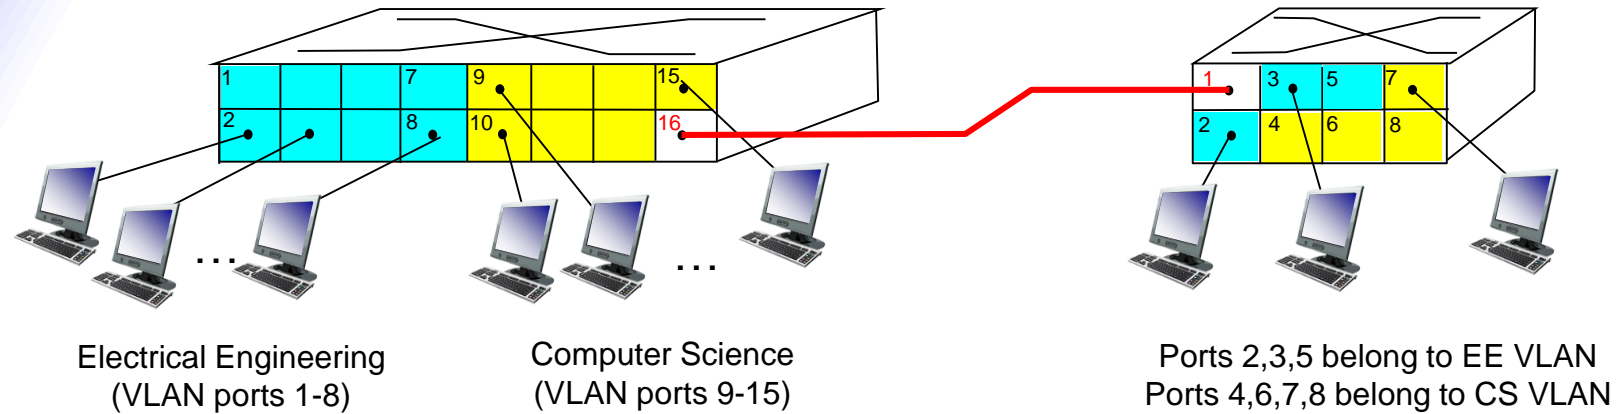 1 7 9 15
2 8 10 16
1 3 5 7
2 4 6 8
... ...
Electrical Engineering
(VLAN ports 1-8)
Computer Science
(VLAN ports 9-15)
Ports 2,3,5 belong to EE VLAN
Ports 4,6,7,8 belong to CS VLAN